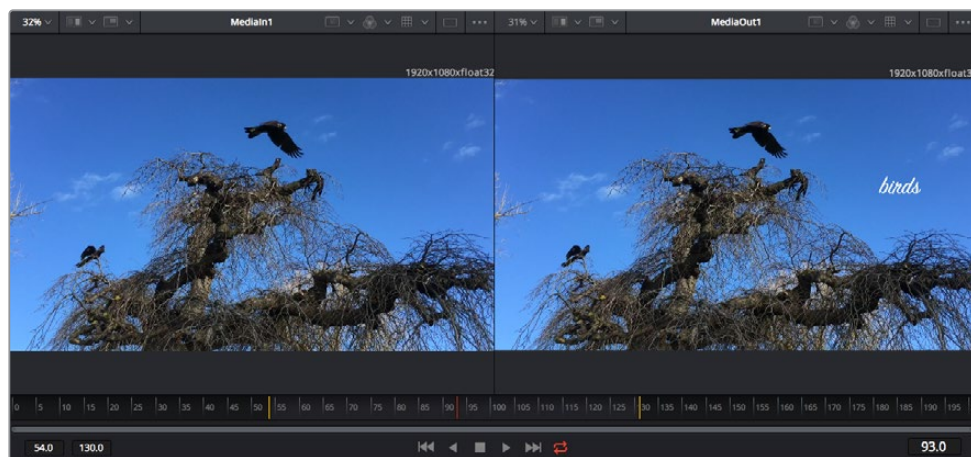 32% MediaIn1 31% MediaOut1
1920x1080xfloat32 1920x1080xfloat3
birds
0 5 10 15 20 25 30 35 40 45 50 55 60 65 70 75 80 85 90 95 100 105 110 115 120 125 130 135 140 145 150 155 160 165 170 175 180 185 190 195
54.0 130.0 93.0